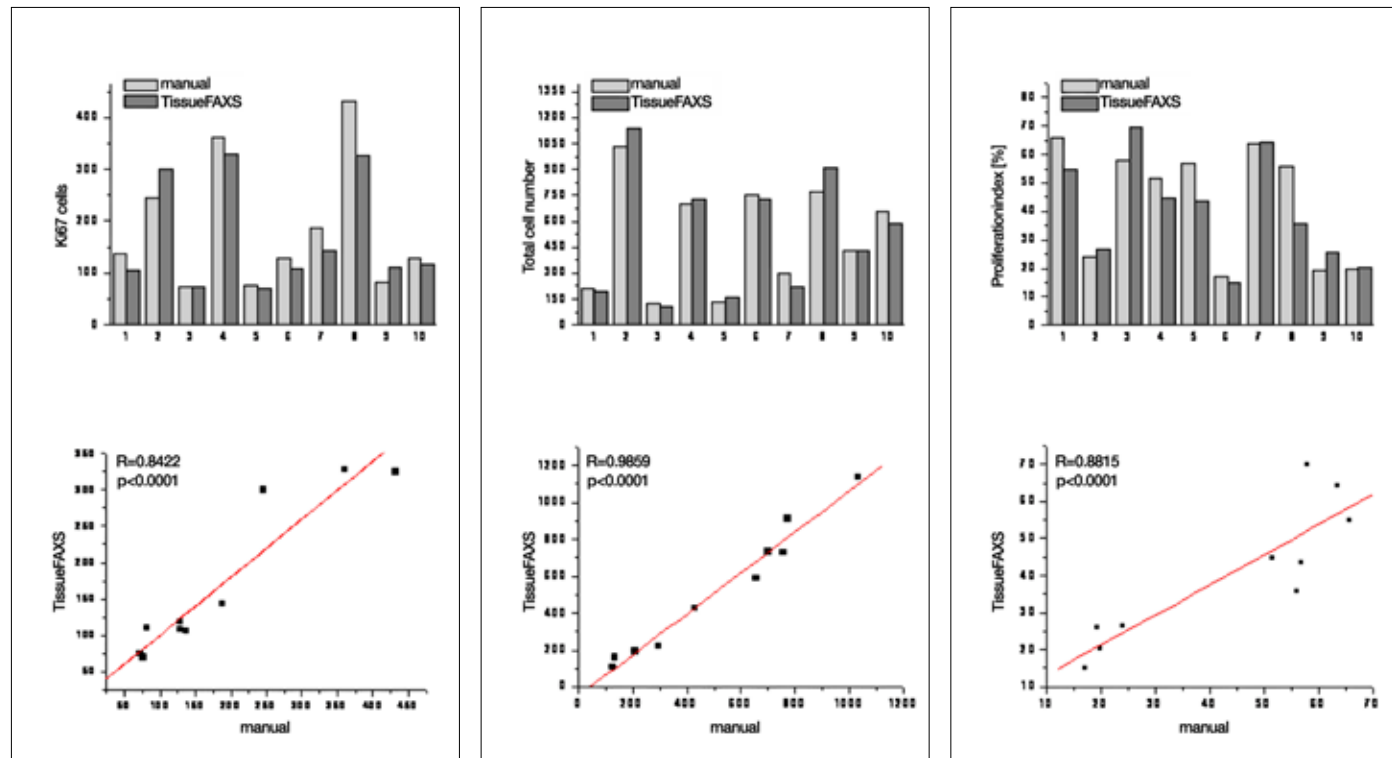 manual
TissueFAXS
Ki67 cells
400
300
200
100
0
1 2 3 4 5 6 7 8 9 10
manual
TissueFAXS
Total cell number
1350
1200
1050
900
750
600
450
300
150
0
1 2 3 4 5 6 7 8 9 10
manual
TissueFAXS
Proliferationindex [%]
80
70
60
50
40
30
20
10
0
1 2 3 4 5 6 7 8 9 10
R=0.8422
p<0.0001
TissueFAXS
350
300
250
200
150
100
50
50 100 150 200 250 300 350 400 450
manual
R=0.9859
p<0.0001
TissueFAXS
1200
1000
800
600
400
200
0
0 200 400 600 800 1000 1200
manual
R=0.8815
p<0.0001
TissueFAXS
70
60
50
40
30
20
10
10 20 30 40 50 60 70
manual